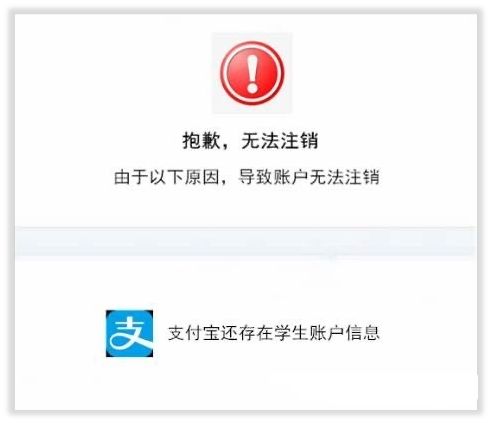 抱歉，无法注销
由于以下原因，导致账户无法注销
支 支付宝还存在学生账户信息